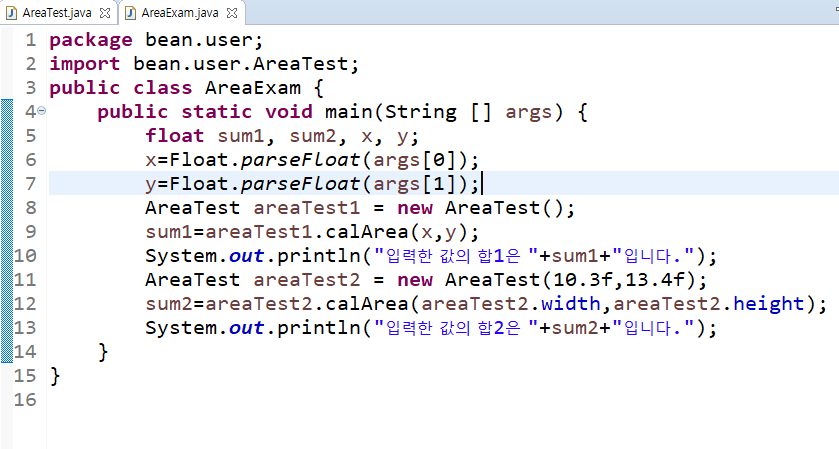 AreaTest.java AreaExam.java
1 package bean.user;
2 import bean.user.AreaTest;
3 public class AreaExam {
4     public static void main(String [] args) {
5         float sum1, sum2, x, y;
6         x=Float.parseFloat(args[0]);
7         y=Float.parseFloat(args[1]);
8         AreaTest areaTest1 = new AreaTest();
9         sum1=areaTest1.calArea(x,y);
10         System.out.println("입력한 값의 합1은 "+sum1+"입니다.");
11         AreaTest areaTest2 = new AreaTest(10.3f,13.4f);
12         sum2=areaTest2.calArea(areaTest2.width,areaTest2.height);
13         System.out.println("입력한 값의 합2은 "+sum2+"입니다.");
14     }
15 }
16